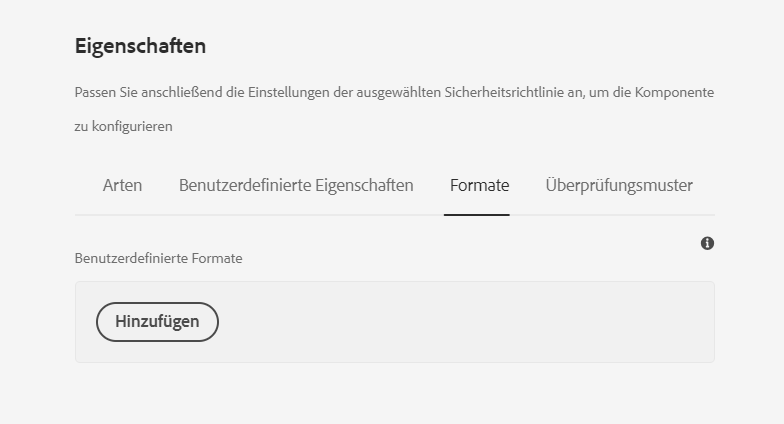 Eigenschaften
Passen Sie anschließend die Einstellungen der ausgewählten Sicherheitsrichtlinie an, um die Komponente
zu konfigurieren
Arten Benutzerdefinierte Eigenschaften Formate Überprüfungsmuster
Benutzerdefinierte Formate
Hinzufügen